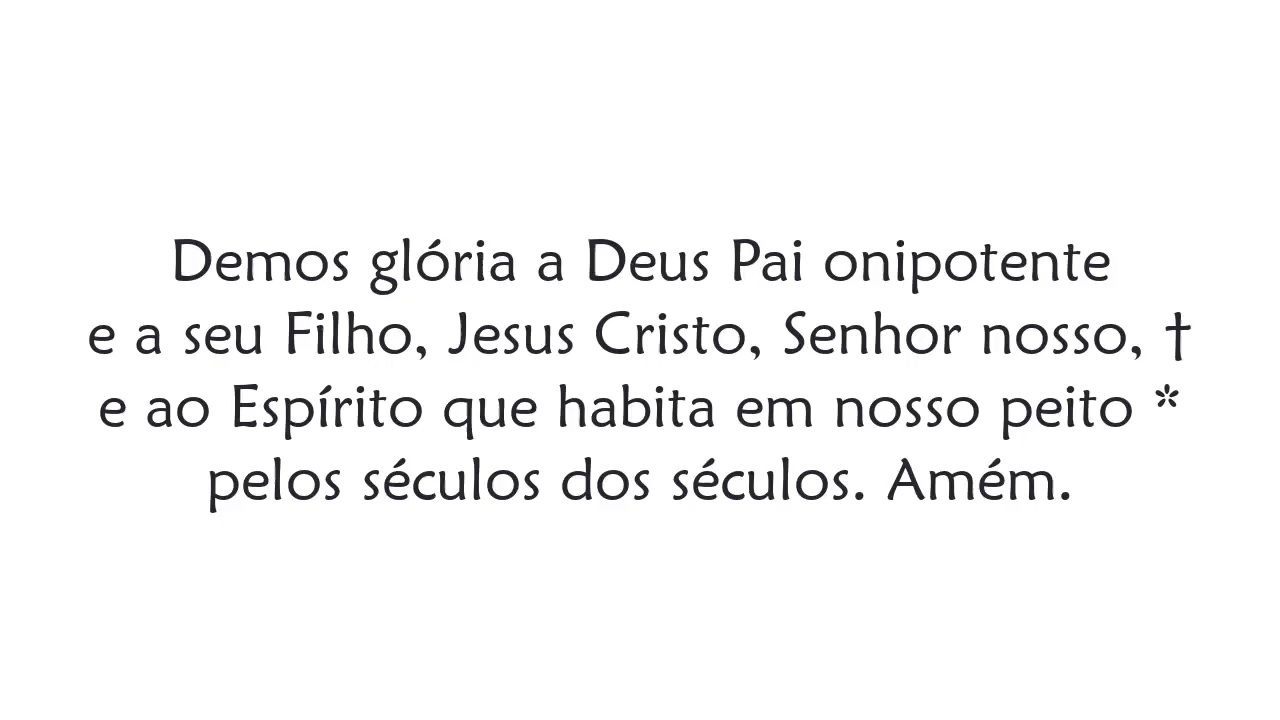 Demos glória a Deus Pai onipotente
e a seu Filho, Jesus Cristo, Senhor nosso, †
e ao Espírito que habita em nosso peito *
pelos séculos dos séculos. Amém.